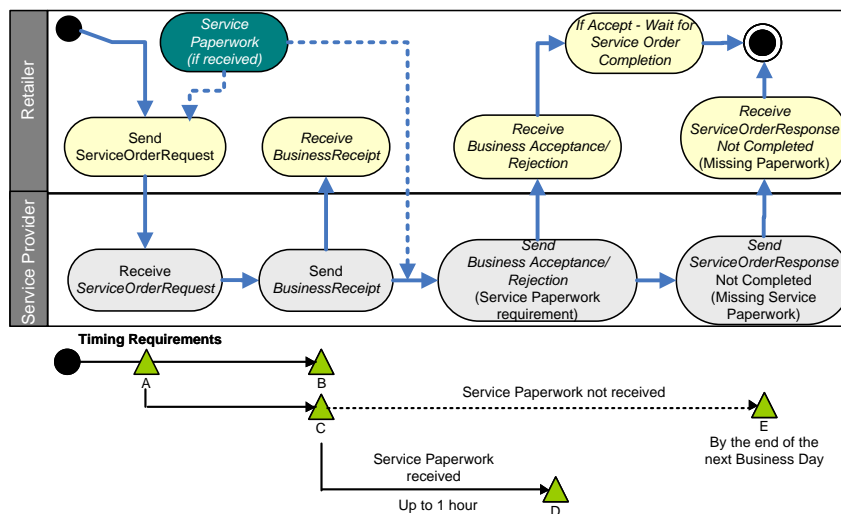 Retailer
Service
Paperwork
(if received)
If Accept - Wait for
Service Order
Completion
Send
ServiceOrderRequest
Receive
BusinessReceipt
Receive
Business Acceptance/
Rejection
Receive
ServiceOrderResponse
Not Completed
(Missing Paperwork)
Service Provider
Receive
ServiceOrderRequest
Send
BusinessReceipt
Send
Business Acceptance/
Rejection
(Service Paperwork
requirement)
Send
ServiceOrderResponse
Not Completed
(Missing Service
Paperwork)
Timing Requirements
A
B
C
Service Paperwork not received
E
By the end of the
next Business Day
Service Paperwork
received
Up to 1 hour
D